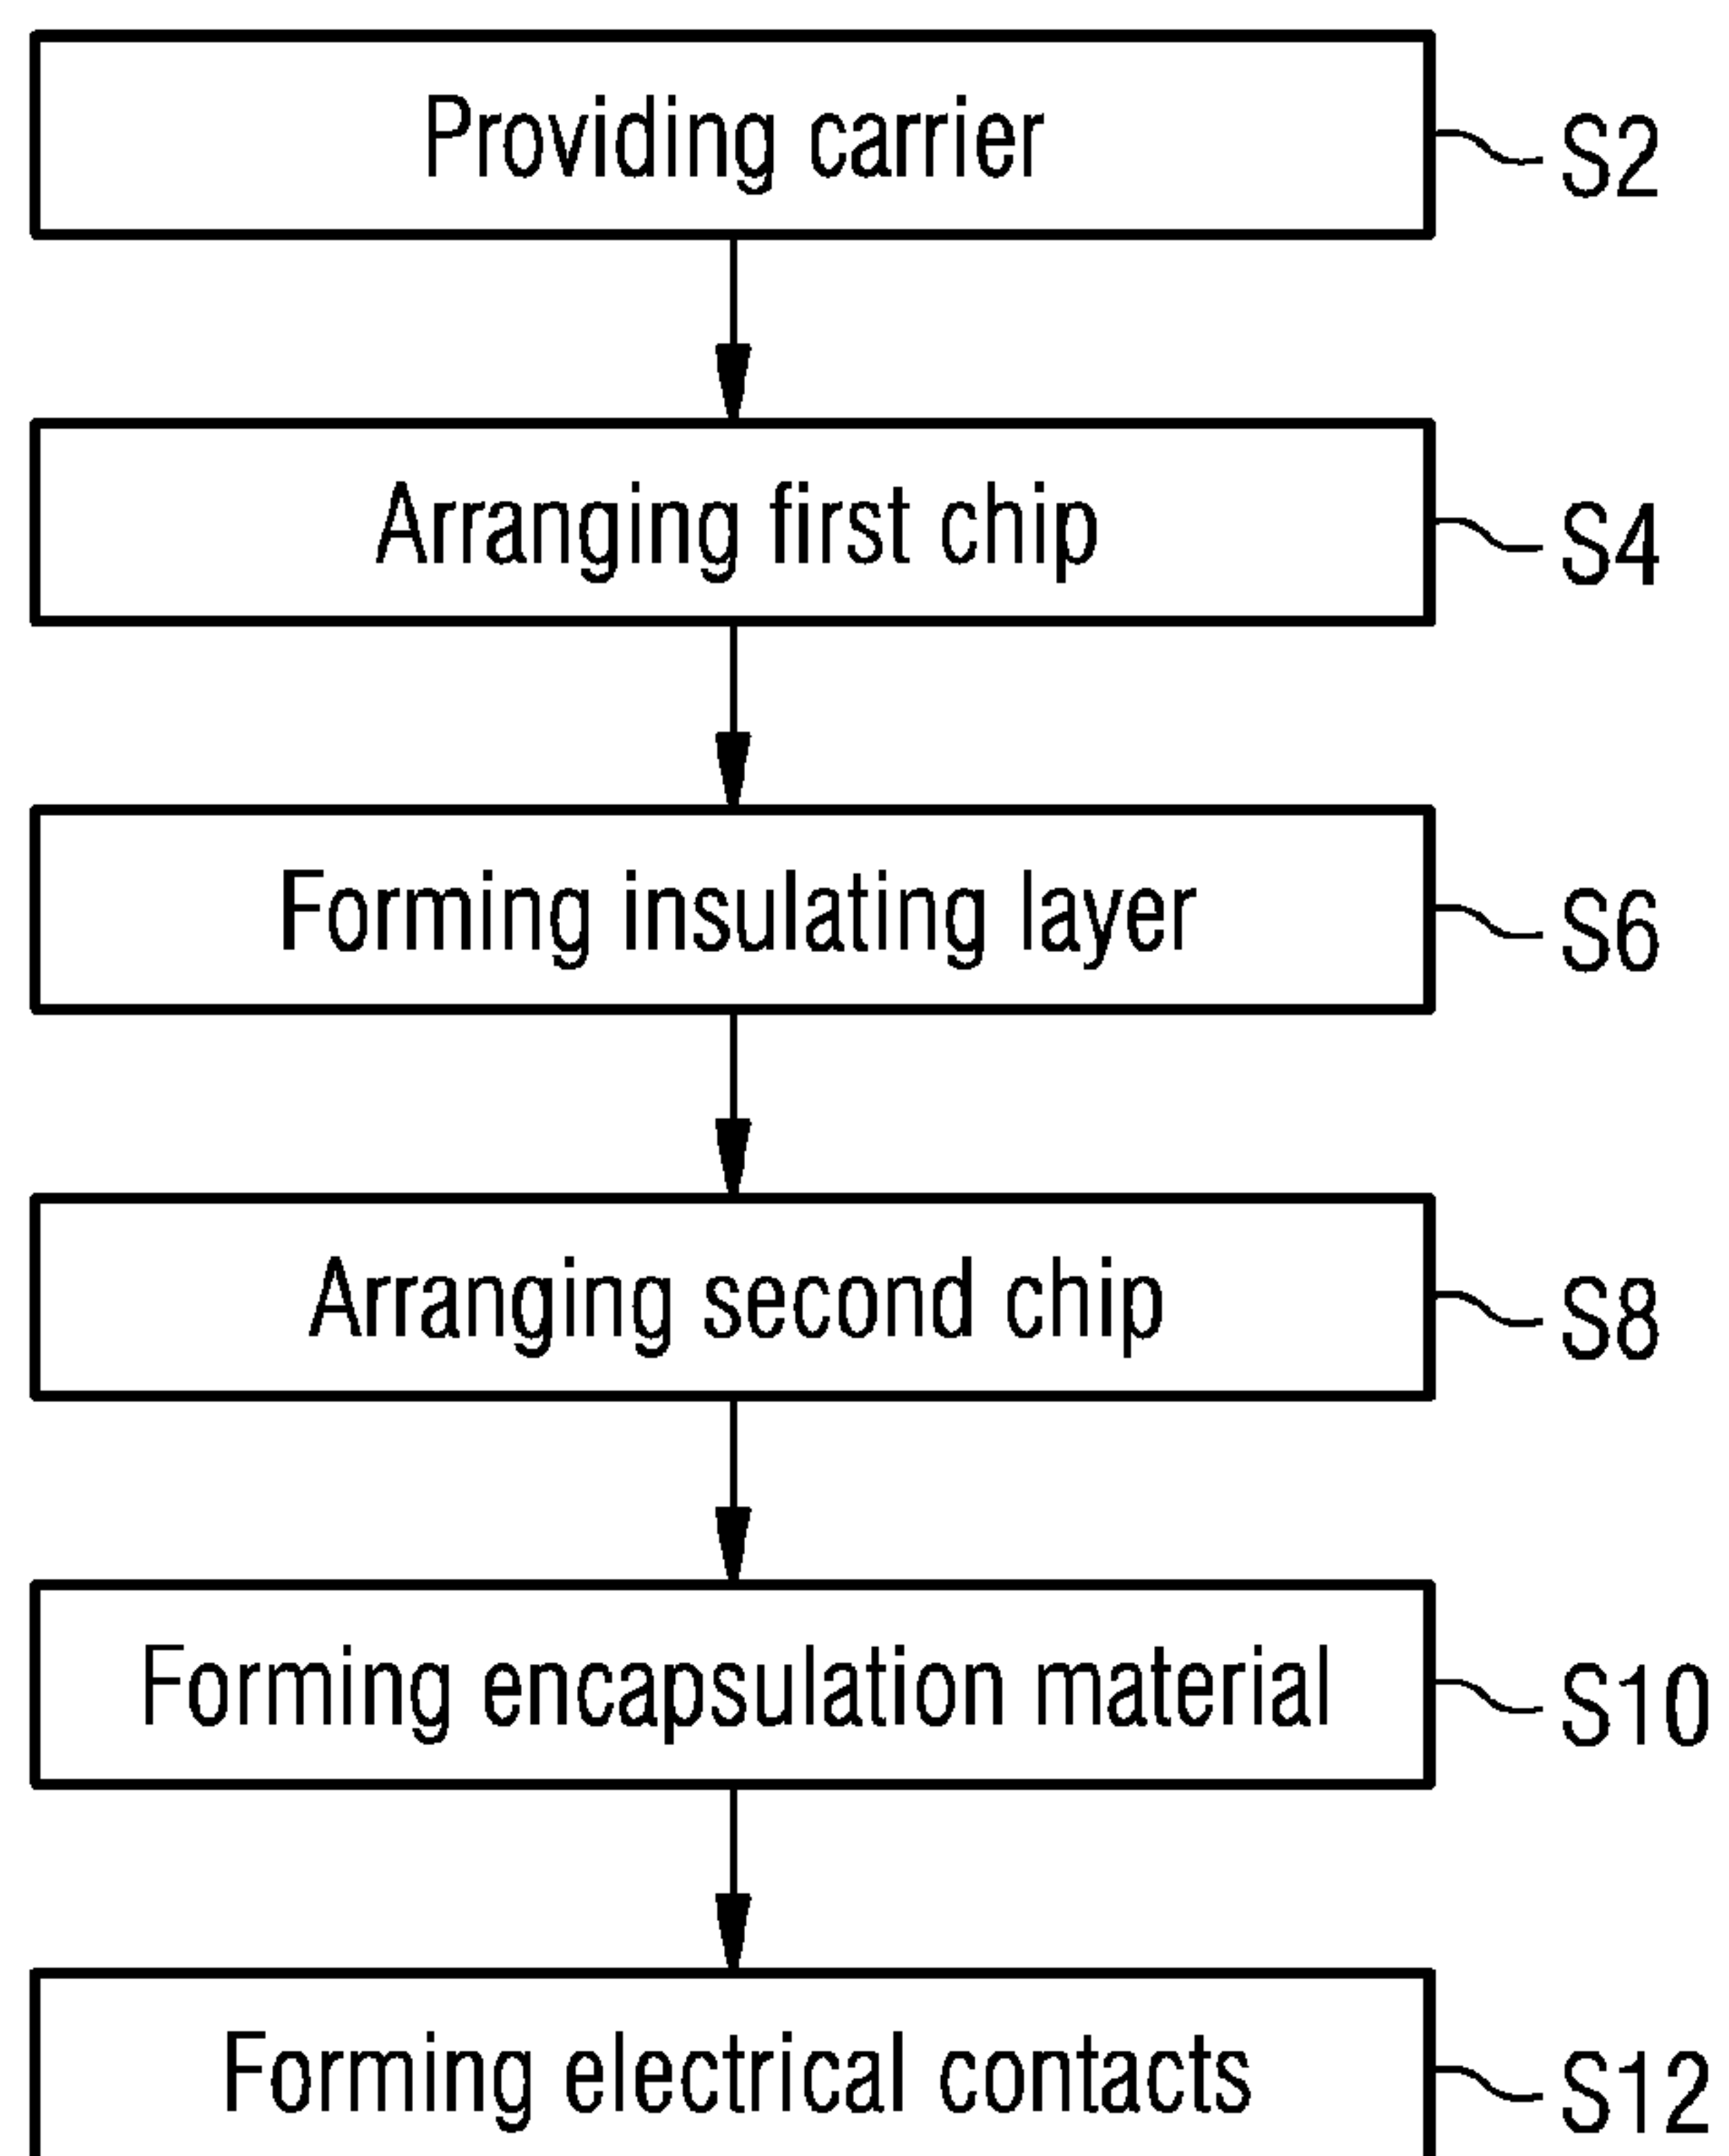 Providing carrier S2
Arranging first chip S4
Forming insulating layer S6
Arranging second chip S8
Forming encapsulation material S10
Forming electrical contacts S12